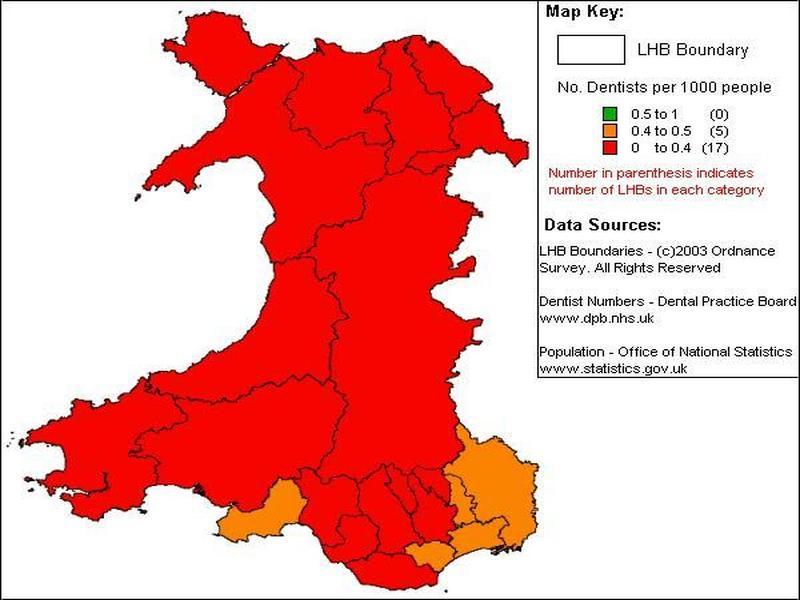 Map Key:
LHB Boundary
No. Dentists per 1000 people
0.5 to 1 (0)
0.4 to 0.5 (5)
0 to 0.4 (17)
Number in parenthesis indicates
number of LHBs in each category
Data Sources:
LHB Boundaries - (c)2003 Ordnance
Survey. All Rights Reserved
Dentist Numbers - Dental Practice Board
www.dpb.nhs.uk
Population - Office of National Statistics
www.statistics.gov.uk